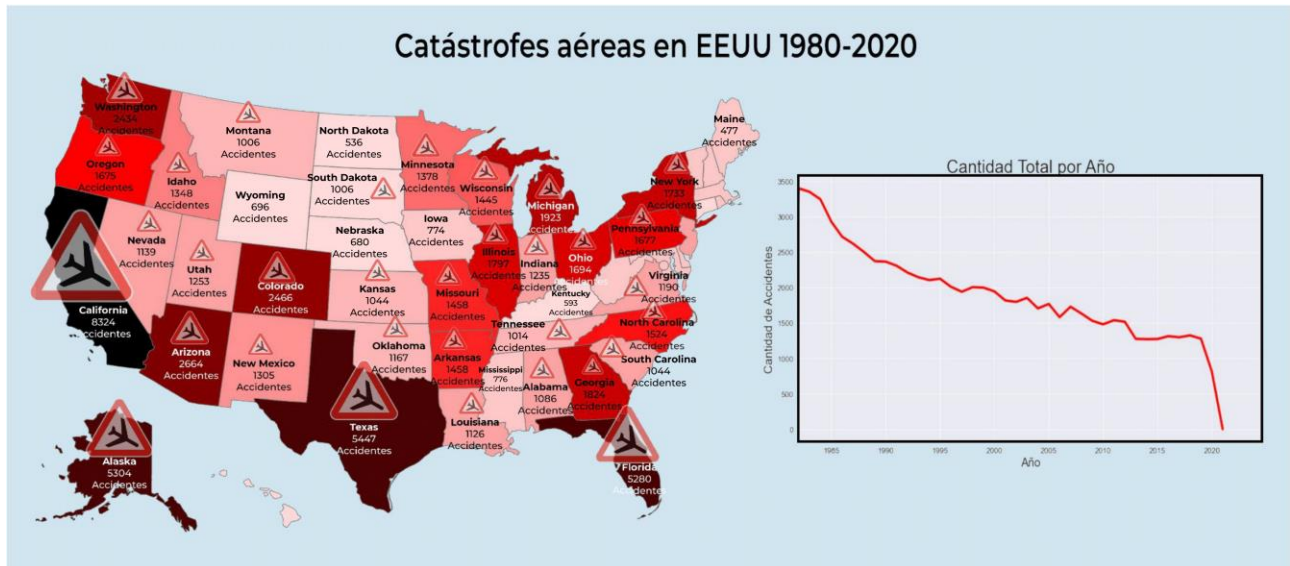 Catástrofes aéreas en EEUU 1980-2020
Washington
2434
Accidentes
Oregon
1675
Accidentes
Idaho
1348
Accidentes
Montana
1006
Accidentes
North Dakota
536
Accidentes
South Dakota
1006
Accidentes
Wyoming
696
Accidentes
Nebraska
680
Accidentes
Minnesota
1378
Accidentes
Wisconsin
1445
Accidentes
Iowa
774
Accidentes
Michigan
1923
Accidentes
Maine
477
Accidentes
New York
1733
Accidentes
Pennsylvania
1677
Accidentes
Ohio
1694
Accidentes
Illinois
1797
Accidentes
Indiana
1235
Accidentes
Nevada
1139
Accidentes
Utah
1253
Accidentes
Colorado
2466
Accidentes
Kansas
1044
Accidentes
Missouri
1458
Accidentes
Kentucky
593
Accidentes
Virginia
1190
Accidentes
California
8324
Accidentes
Arizona
2664
Accidentes
New Mexico
1305
Accidentes
Oklahoma
1167
Accidentes
Arkansas
1458
Accidentes
Tennessee
1014
Accidentes
North Carolina
1524
Accidentes
South Carolina
1044
Accidentes
Mississippi
776
Accidentes
Alabama
1086
Accidentes
Georgia
1824
Accidentes
Texas
5447
Accidentes
Louisiana
1126
Accidentes
Florida
5280
Accidentes
Alaska
5304
Accidentes
Cantidad Total por Año
Cantidad de Accidentes
3500
3000
2500
2000
1500
1000
500
0
1985
1990
1995
2000
2005
2010
2015
2020
Año